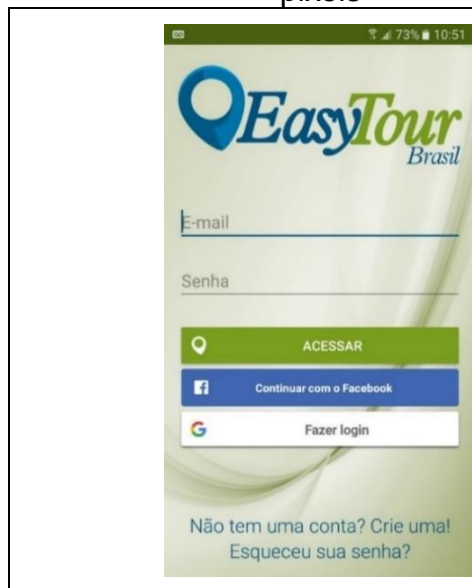 pixels
73% 10:51
EasyTour
Brasil
E-mail
Senha
ACESSAR
Continuar com o Facebook
G Fazer login
Não tem uma conta? Crie uma!
Esqueceu sua senha?